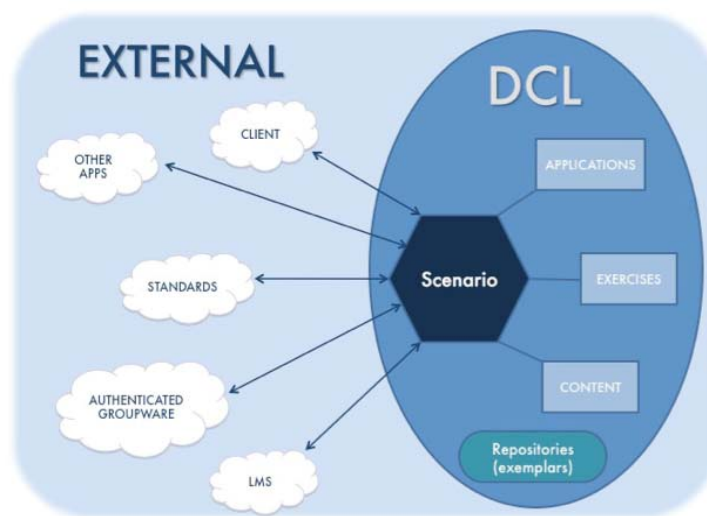 EXTERNAL
DCL
CLIENT
OTHER
APPS
APPLICATIONS
STANDARDS
Scenario
EXERCISES
AUTHENTICATED
GROUPWARE
CONTENT
LMS
Repositories
(exemplars)